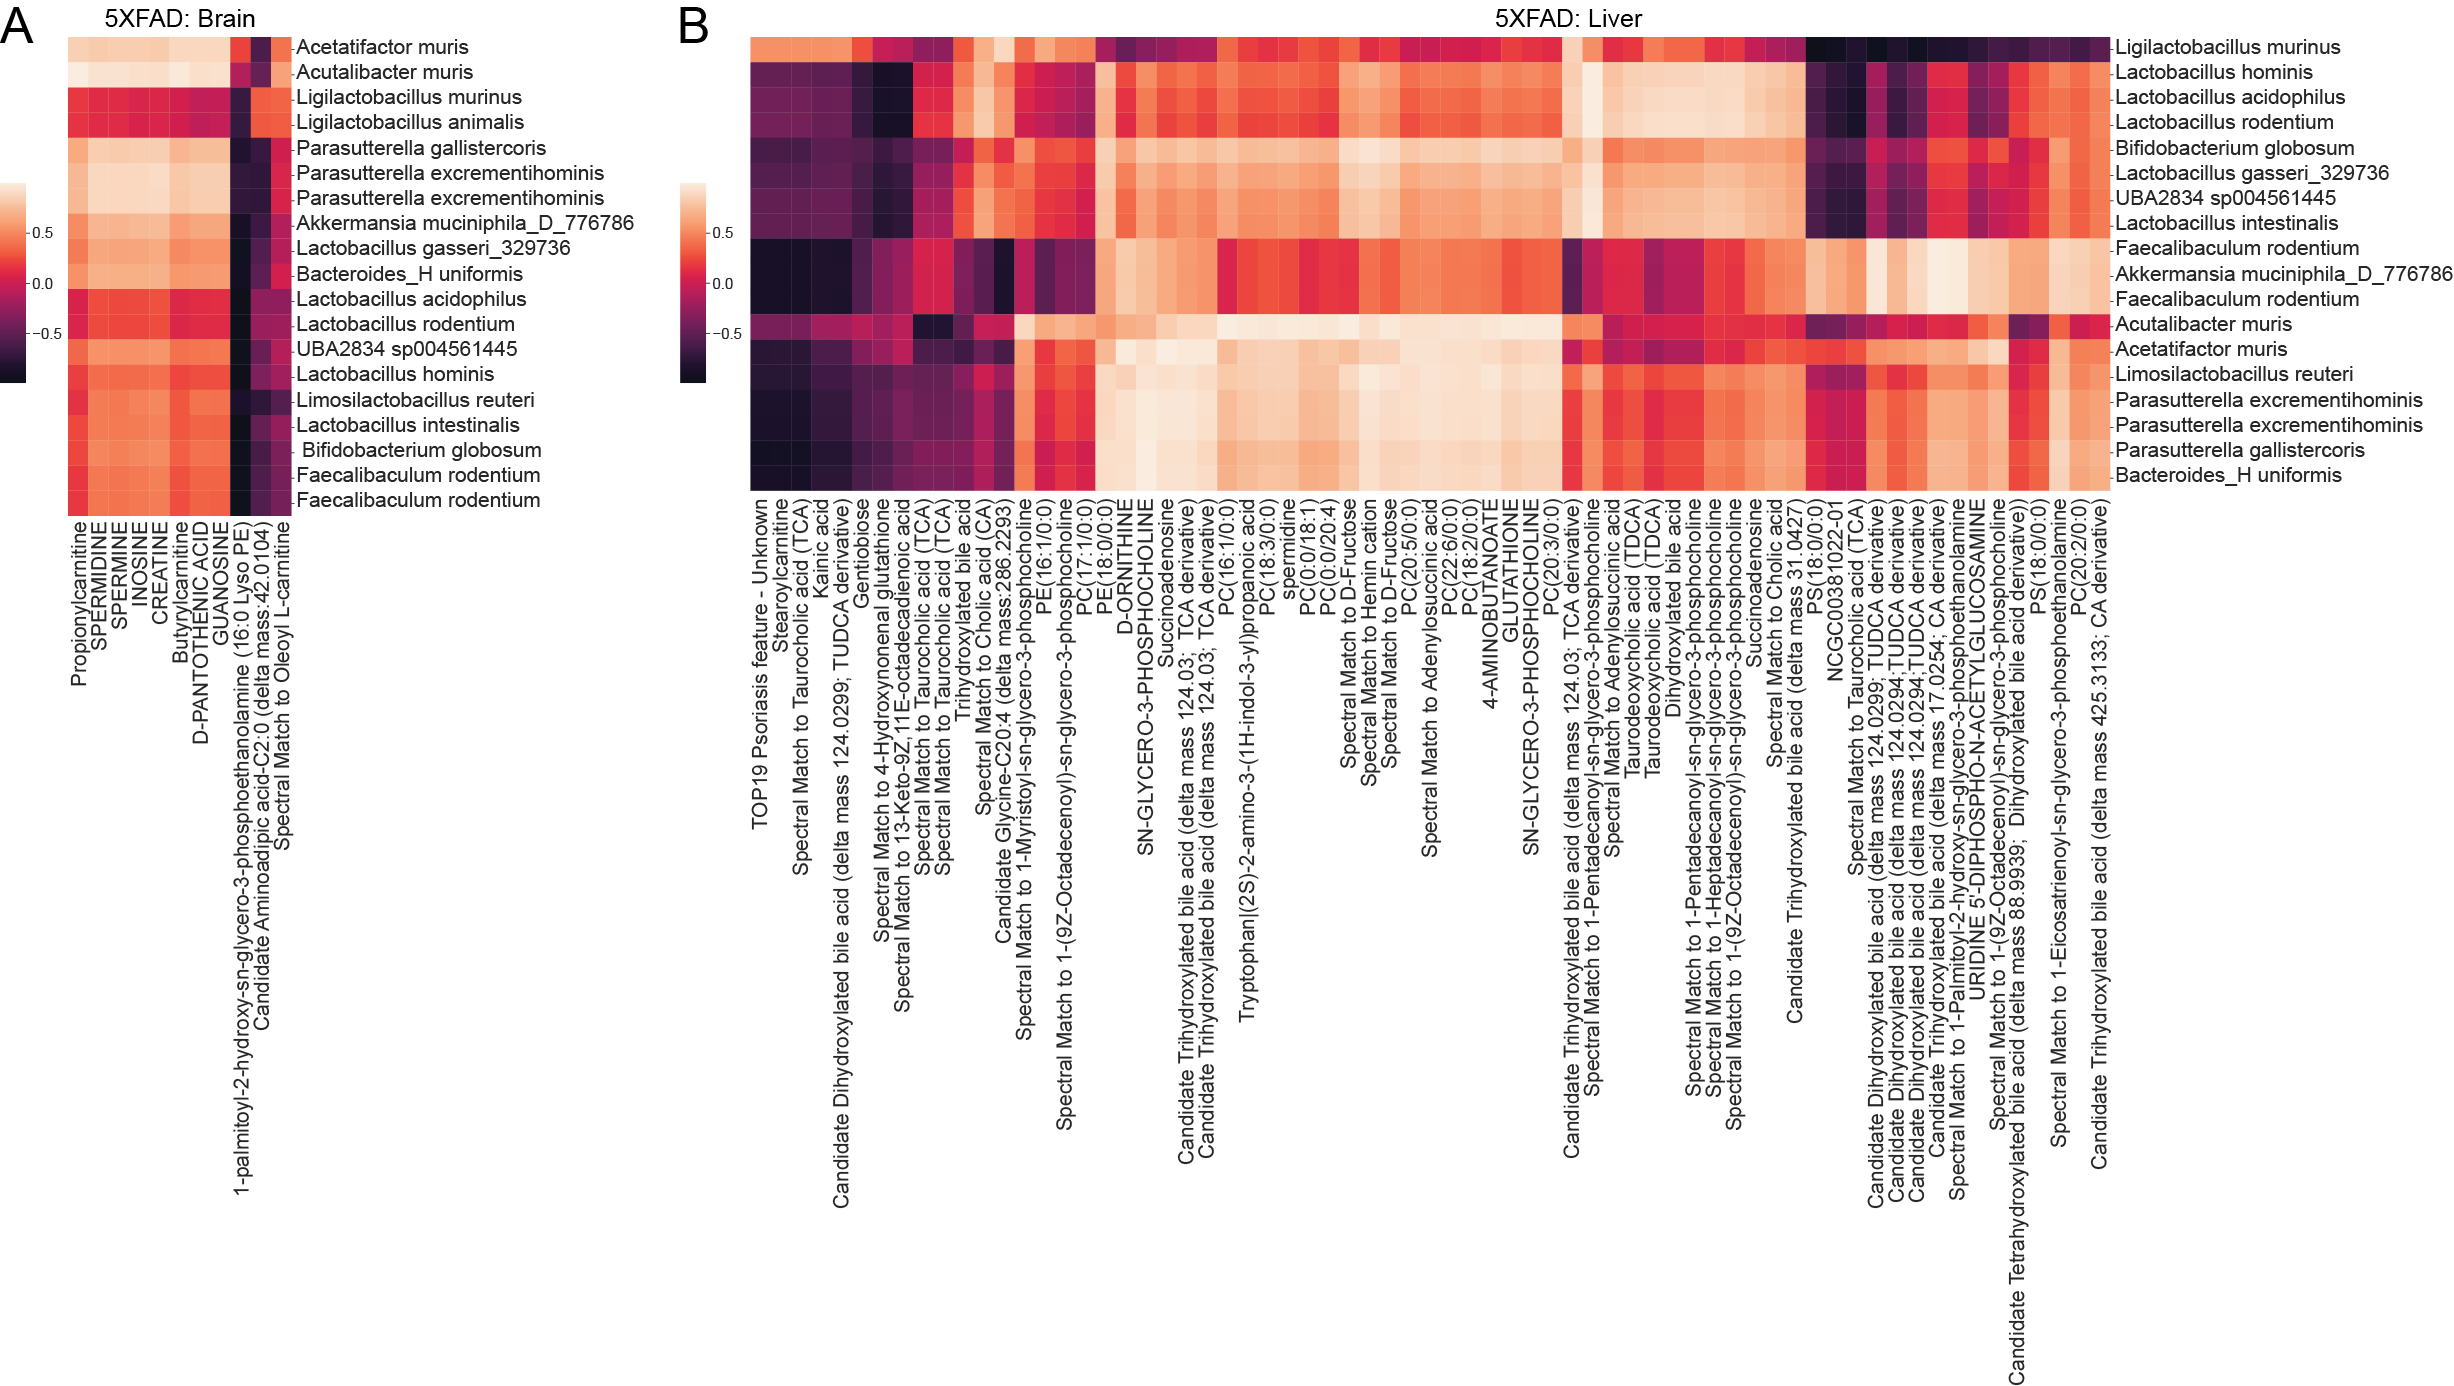 A
5XFAD: Brain
Acetatifactor muris
Acutalibacter muris
Ligilactobacillus murinus
Ligilactobacillus animalis
Parasutterella gallistercoris
Parasutterella excrementihominis
Parasutterella excrementihominis
Akkermansia muciniphila_D_776786
Lactobacillus gasseri_329736
Bacteroides_H uniformis
Lactobacillus acidophilus
Lactobacillus rodentium
UBA2834 sp004561445
Lactobacillus hominis
Limosilactobacillus reuteri
Lactobacillus intestinalis
Bifidobacterium globosum
Faecalibaculum rodentium
Faecalibaculum rodentium
0.5
0.0
−0.5
Propionylcarnitine
SPERMIDINE
SPERMINE
INOSINE
CREATINE
Butyrylcarnitine
D-PANTOTHENIC ACID
GUANOSINE
1-palmitoyl-2-hydroxy-sn-glycero-3-phosphoethanolamine (16:0 Lyso PE)
Candidate Aminoadipic acid-C2:0 (delta mass:42.0104)
Spectral Match to Oleoyl L-carnitine
B
5XFAD: Liver
Ligilactobacillus murinus
Lactobacillus hominis
Lactobacillus acidophilus
Lactobacillus rodentium
Bifidobacterium globosum
Lactobacillus gasseri_329736
UBA2834 sp004561445
Lactobacillus intestinalis
Faecalibaculum rodentium
Akkermansia muciniphila_D_776786
Faecalibaculum rodentium
Acutalibacter muris
Acetatifactor muris
Limosilactobacillus reuteri
Parasutterella excrementihominis
Parasutterella excrementihominis
Parasutterella gallistercoris
Bacteroides_H uniformis
0.5
0.0
−0.5
TOP19 Psoriasis feature - Unknown
Stearoylcarnitine
Spectral Match to Taurocholic acid (TCA)
Kainic acid
Candidate Dihydroxylated bile acid (delta mass 124.0299; TUDCA derivative)
Gentiobiose
Spectral Match to 4-Hydroxynonenal glutathione
Spectral Match to 13-Keto-9Z,11E-octadecadienoic acid
Spectral Match to Taurocholic acid (TCA)
Spectral Match to Taurocholic acid (TCA)
Trihydroxylated bile acid
Spectral Match to Cholic acid (CA)
Candidate Glycine-C20:4 (delta mass:286.2293)
Spectral Match to 1-Myristoyl-sn-glycero-3-phosphocholine
PE(16:1/0:0)
Spectral Match to 1-(9Z-Octadecenoyl)-sn-glycero-3-phosphocholine
PC(17:1/0:0)
PE(18:0/0:0)
D-ORNITHINE
SN-GLYCERO-3-PHOSPHOCHOLINE
Succinoadenosine
Candidate Trihydroxylated bile acid (delta mass 124.03; TCA derivative)
Candidate Trihydroxylated bile acid (delta mass 124.03; TCA derivative)
PC(16:1/0:0)
Tryptophan|(2S)-2-amino-3-(1H-indol-3-yl)propanoic acid
PC(18:3/0:0)
spermidine
PC(0:0/18:1)
PC(0:0/20:4)
Spectral Match to D-Fructose
Spectral Match to Hemin cation
Spectral Match to D-Fructose
PC(20:5/0:0)
Spectral Match to Adenylosuccinic acid
PC(22:6/0:0)
PC(18:2/0:0)
4-AMINOBUTANOATE
GLUTATHIONE
SN-GLYCERO-3-PHOSPHOCHOLINE
PC(20:3/0:0)
Candidate Trihydroxylated bile acid (delta mass 124.03; TCA derivative)
Spectral Match to 1-Pentadecanoyl-sn-glycero-3-phosphocholine
Spectral Match to Adenylosuccinic acid
Taurodeoxycholic acid (TDCA)
Taurodeoxycholic acid (TDCA)
Dihydroxylated bile acid
Spectral Match to 1-Pentadecanoyl-sn-glycero-3-phosphocholine
Spectral Match to 1-Heptadecanoyl-sn-glycero-3-phosphocholine
Spectral Match to 1-(9Z-Octadecenoyl)-sn-glycero-3-phosphocholine
Succinoadenosine
Spectral Match to Cholic acid
Candidate Trihydroxylated bile acid (delta mass 31.0427)
PS(18:0/0:0)
NCGC00381022-01
Spectral Match to Taurocholic acid (TCA)
Candidate Dihydroxylated bile acid (delta mass 124.0299; TUDCA derivative)
Candidate Dihydroxylated bile acid (delta mass 124.0294;TUDCA derivative)
Candidate Dihydroxylated bile acid (delta mass 124.0294;TUDCA derivative)
Candidate Trihydroxylated bile acid (delta mass 17.0254; CA derivative)
Spectral Match to 1-Palmitoyl-2-hydroxy-sn-glycero-3-phosphoethanolamine
URIDINE 5'-DIPHOSPHO-N-ACETYLGLUCOSAMINE
Spectral Match to 1-(9Z-Octadecenoyl)-sn-glycero-3-phosphocholine
Candidate Tetrahydroxylated bile acid (delta mass 88.9939; Dihydroxylated bile acid derivative))
PS(18:0/0:0)
Spectral Match to 1-Eicosatrienoyl-sn-glycero-3-phosphoethanolamine
PC(20:2/0:0)
Candidate Trihydroxylated bile acid (delta mass 425.3133; CA derivative)